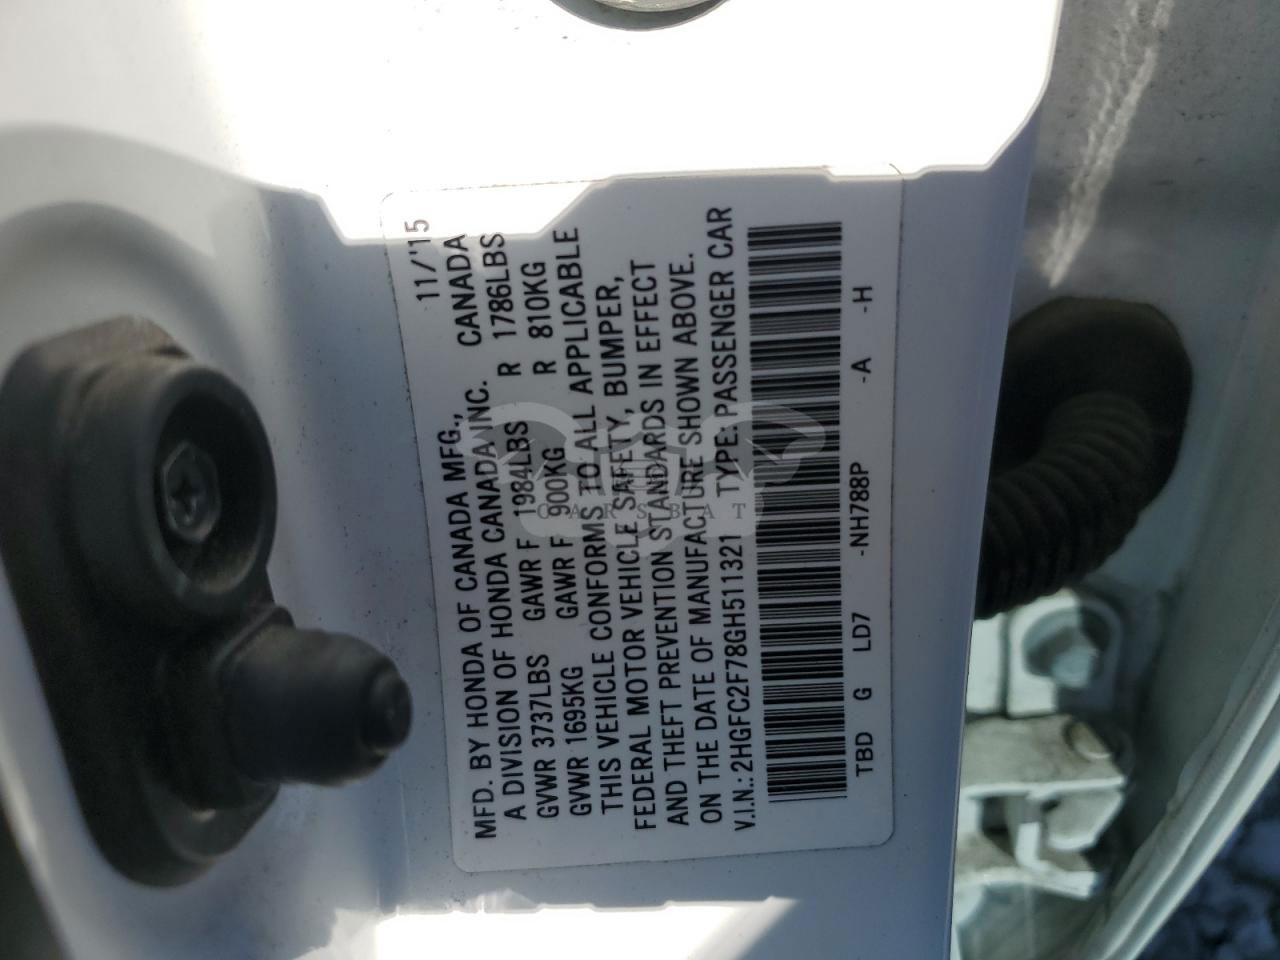 11/'15
MFD. BY HONDA OF CANADA MFG., CANADA
A DIVISION OF HONDA CANADA INC.
GVWR 3737LBS GAWR F 1984LBS R 1786LBS
GVWR 1695KG GAWR F 900KG R 810KG
THIS VEHICLE CONFORMS TO ALL APPLICABLE
FEDERAL MOTOR VEHICLE SAFETY, BUMPER,
AND THEFT PREVENTION STANDARDS IN EFFECT
ON THE DATE OF MANUFACTURE SHOWN ABOVE.
V.I.N.: 2HGFC2F78GH511321 TYPE: PASSENGER CAR
TBD G LD7 -NH788P -A -H
CARSBAT